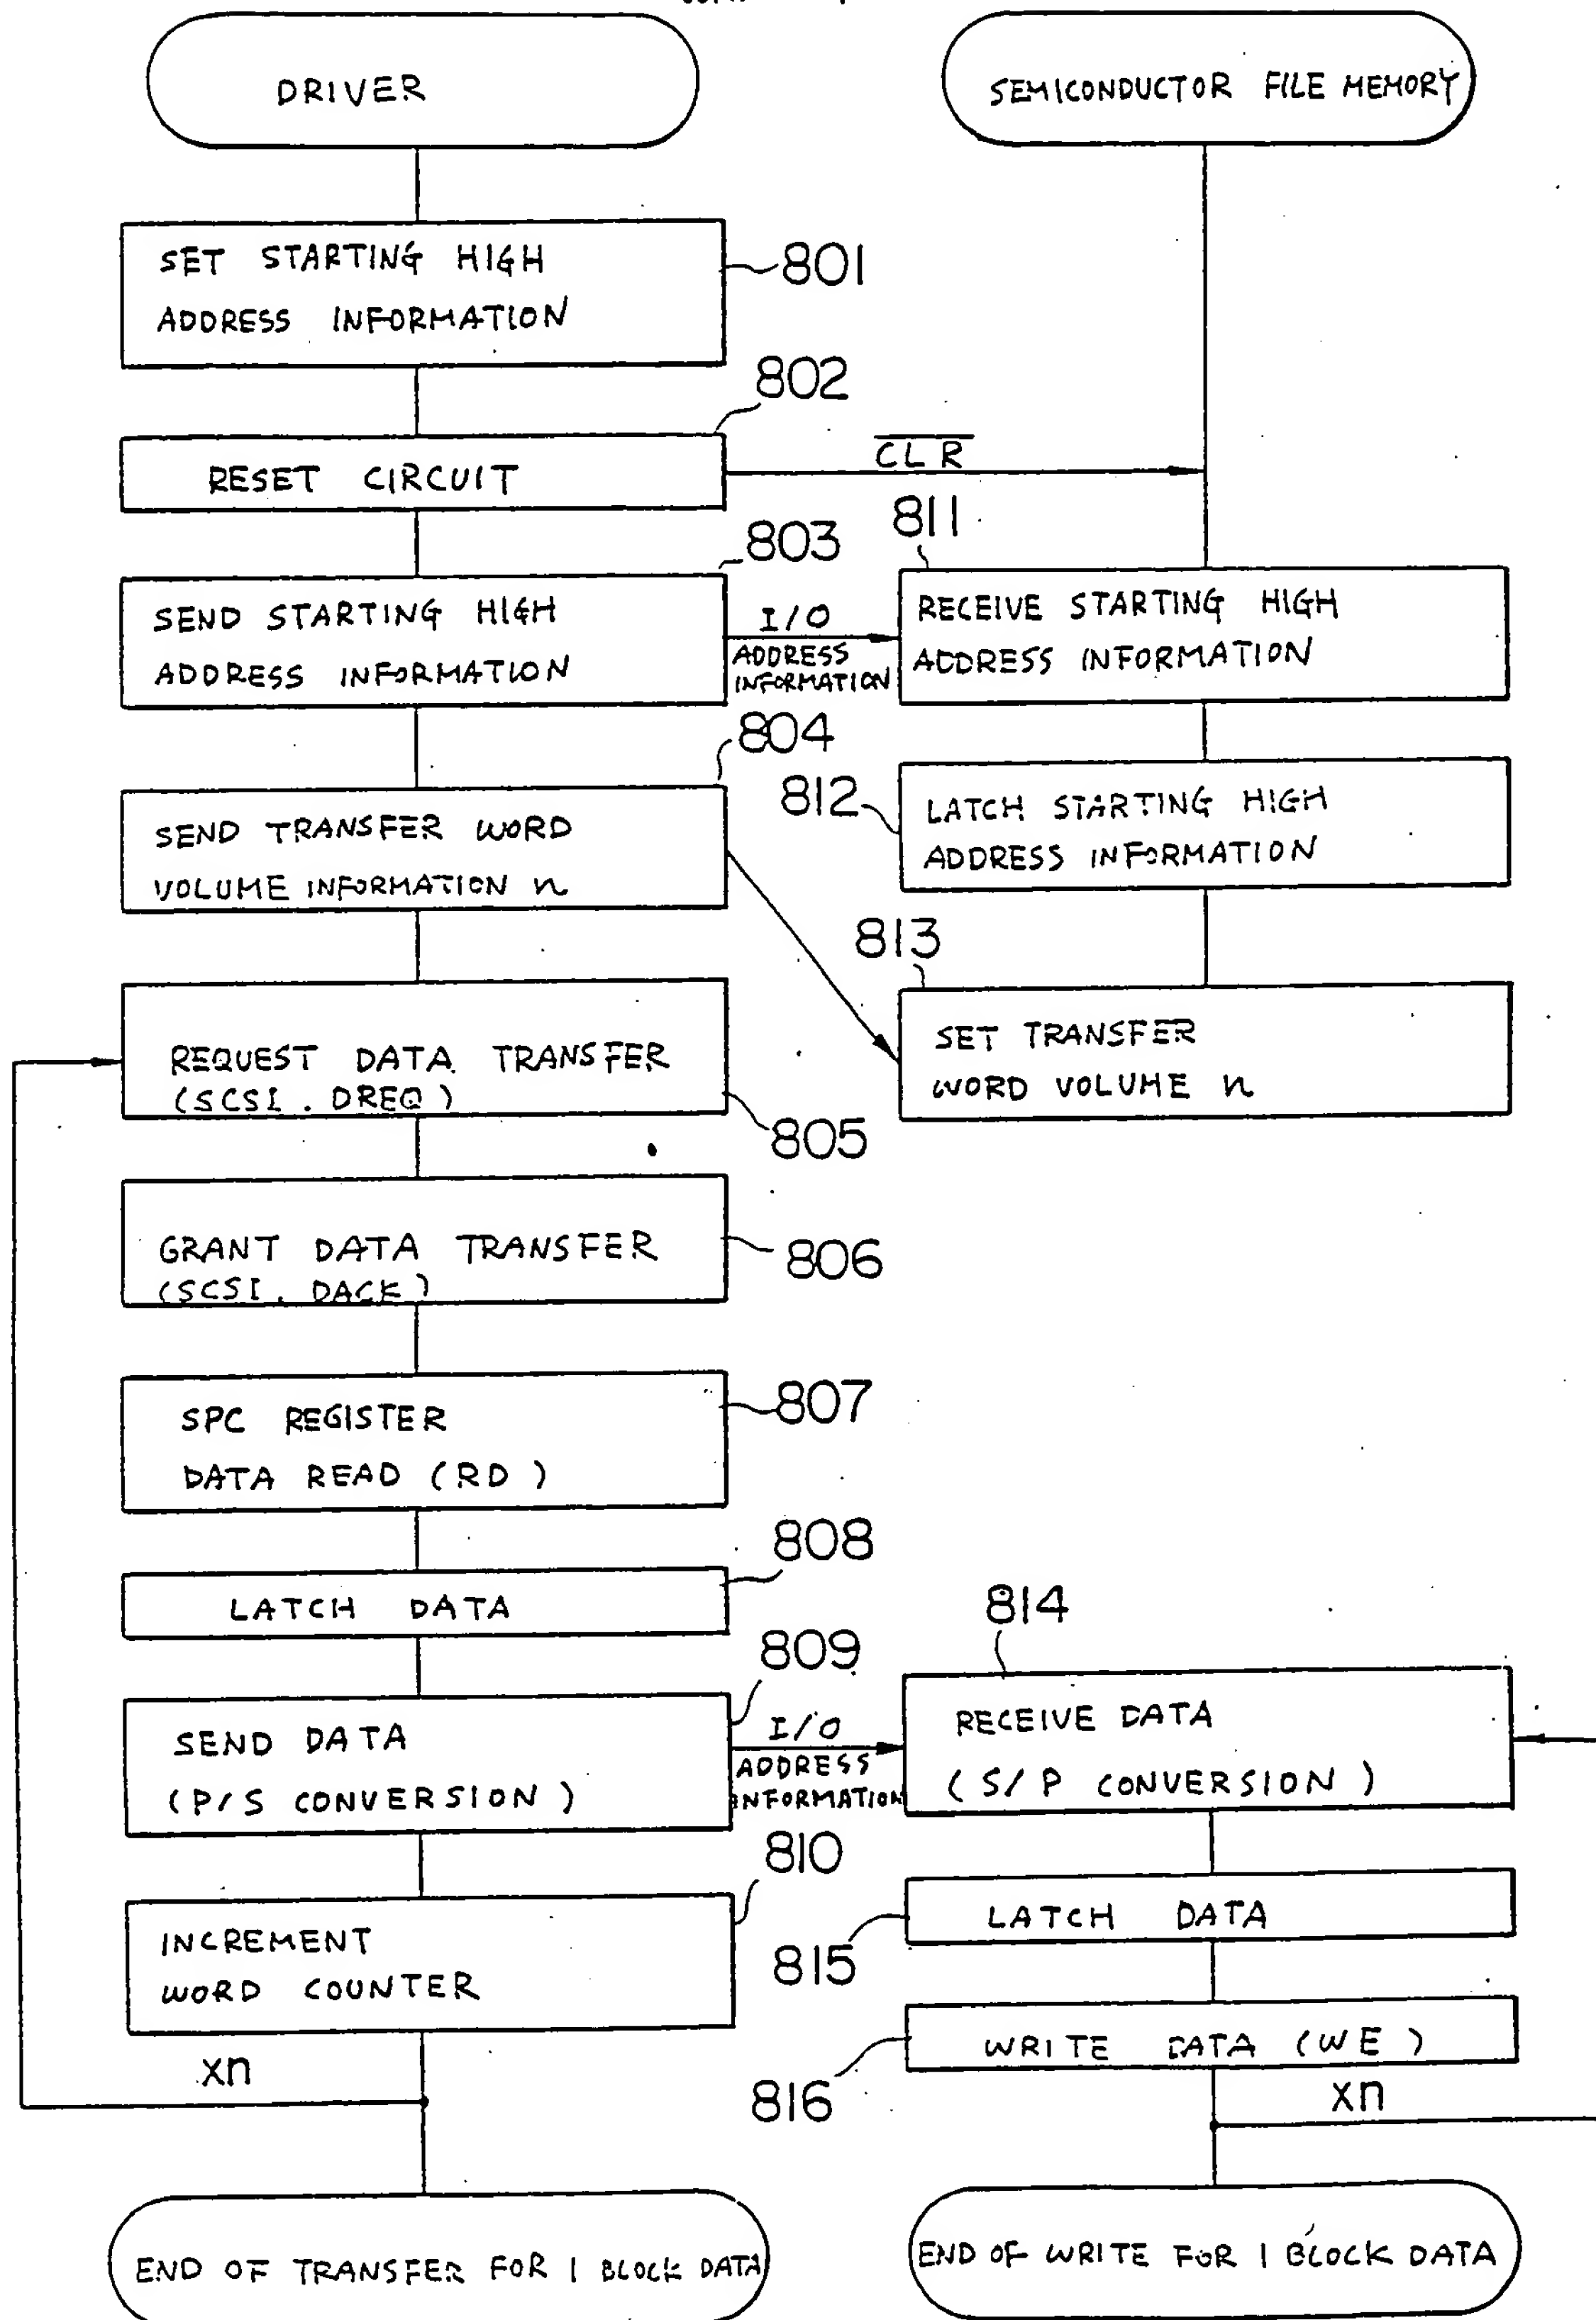 DRIVER
SEMICONDUCTOR FILE MEMORY
SET STARTING HIGH
ADDRESS INFORMATION
801
802
RESET CIRCUIT
CLR
803
SEND STARTING HIGH
ADDRESS INFORMATION
I/O
ADDRESS
INFORMATION
811
RECEIVE STARTING HIGH
ADDRESS INFORMATION
804
SEND TRANSFER WORD
VOLUME INFORMATION n
812
LATCH STARTING HIGH
ADDRESS INFORMATION
813
SET TRANSFER
WORD VOLUME n
REQUEST DATA TRANSFER
(SCSI. DREQ)
805
GRANT DATA TRANSFER
(SCSI. DACK)
806
SPC REGISTER
DATA READ (RD)
807
808
LATCH DATA
809
SEND DATA
(P/S CONVERSION)
I/O
ADDRESS
INFORMATION
814
RECEIVE DATA
(S/P CONVERSION)
810
INCREMENT
WORD COUNTER
LATCH DATA
815
WRITE DATA (WE)
816
xn
xn
END OF TRANSFER FOR 1 BLOCK DATA
END OF WRITE FOR 1 BLOCK DATA